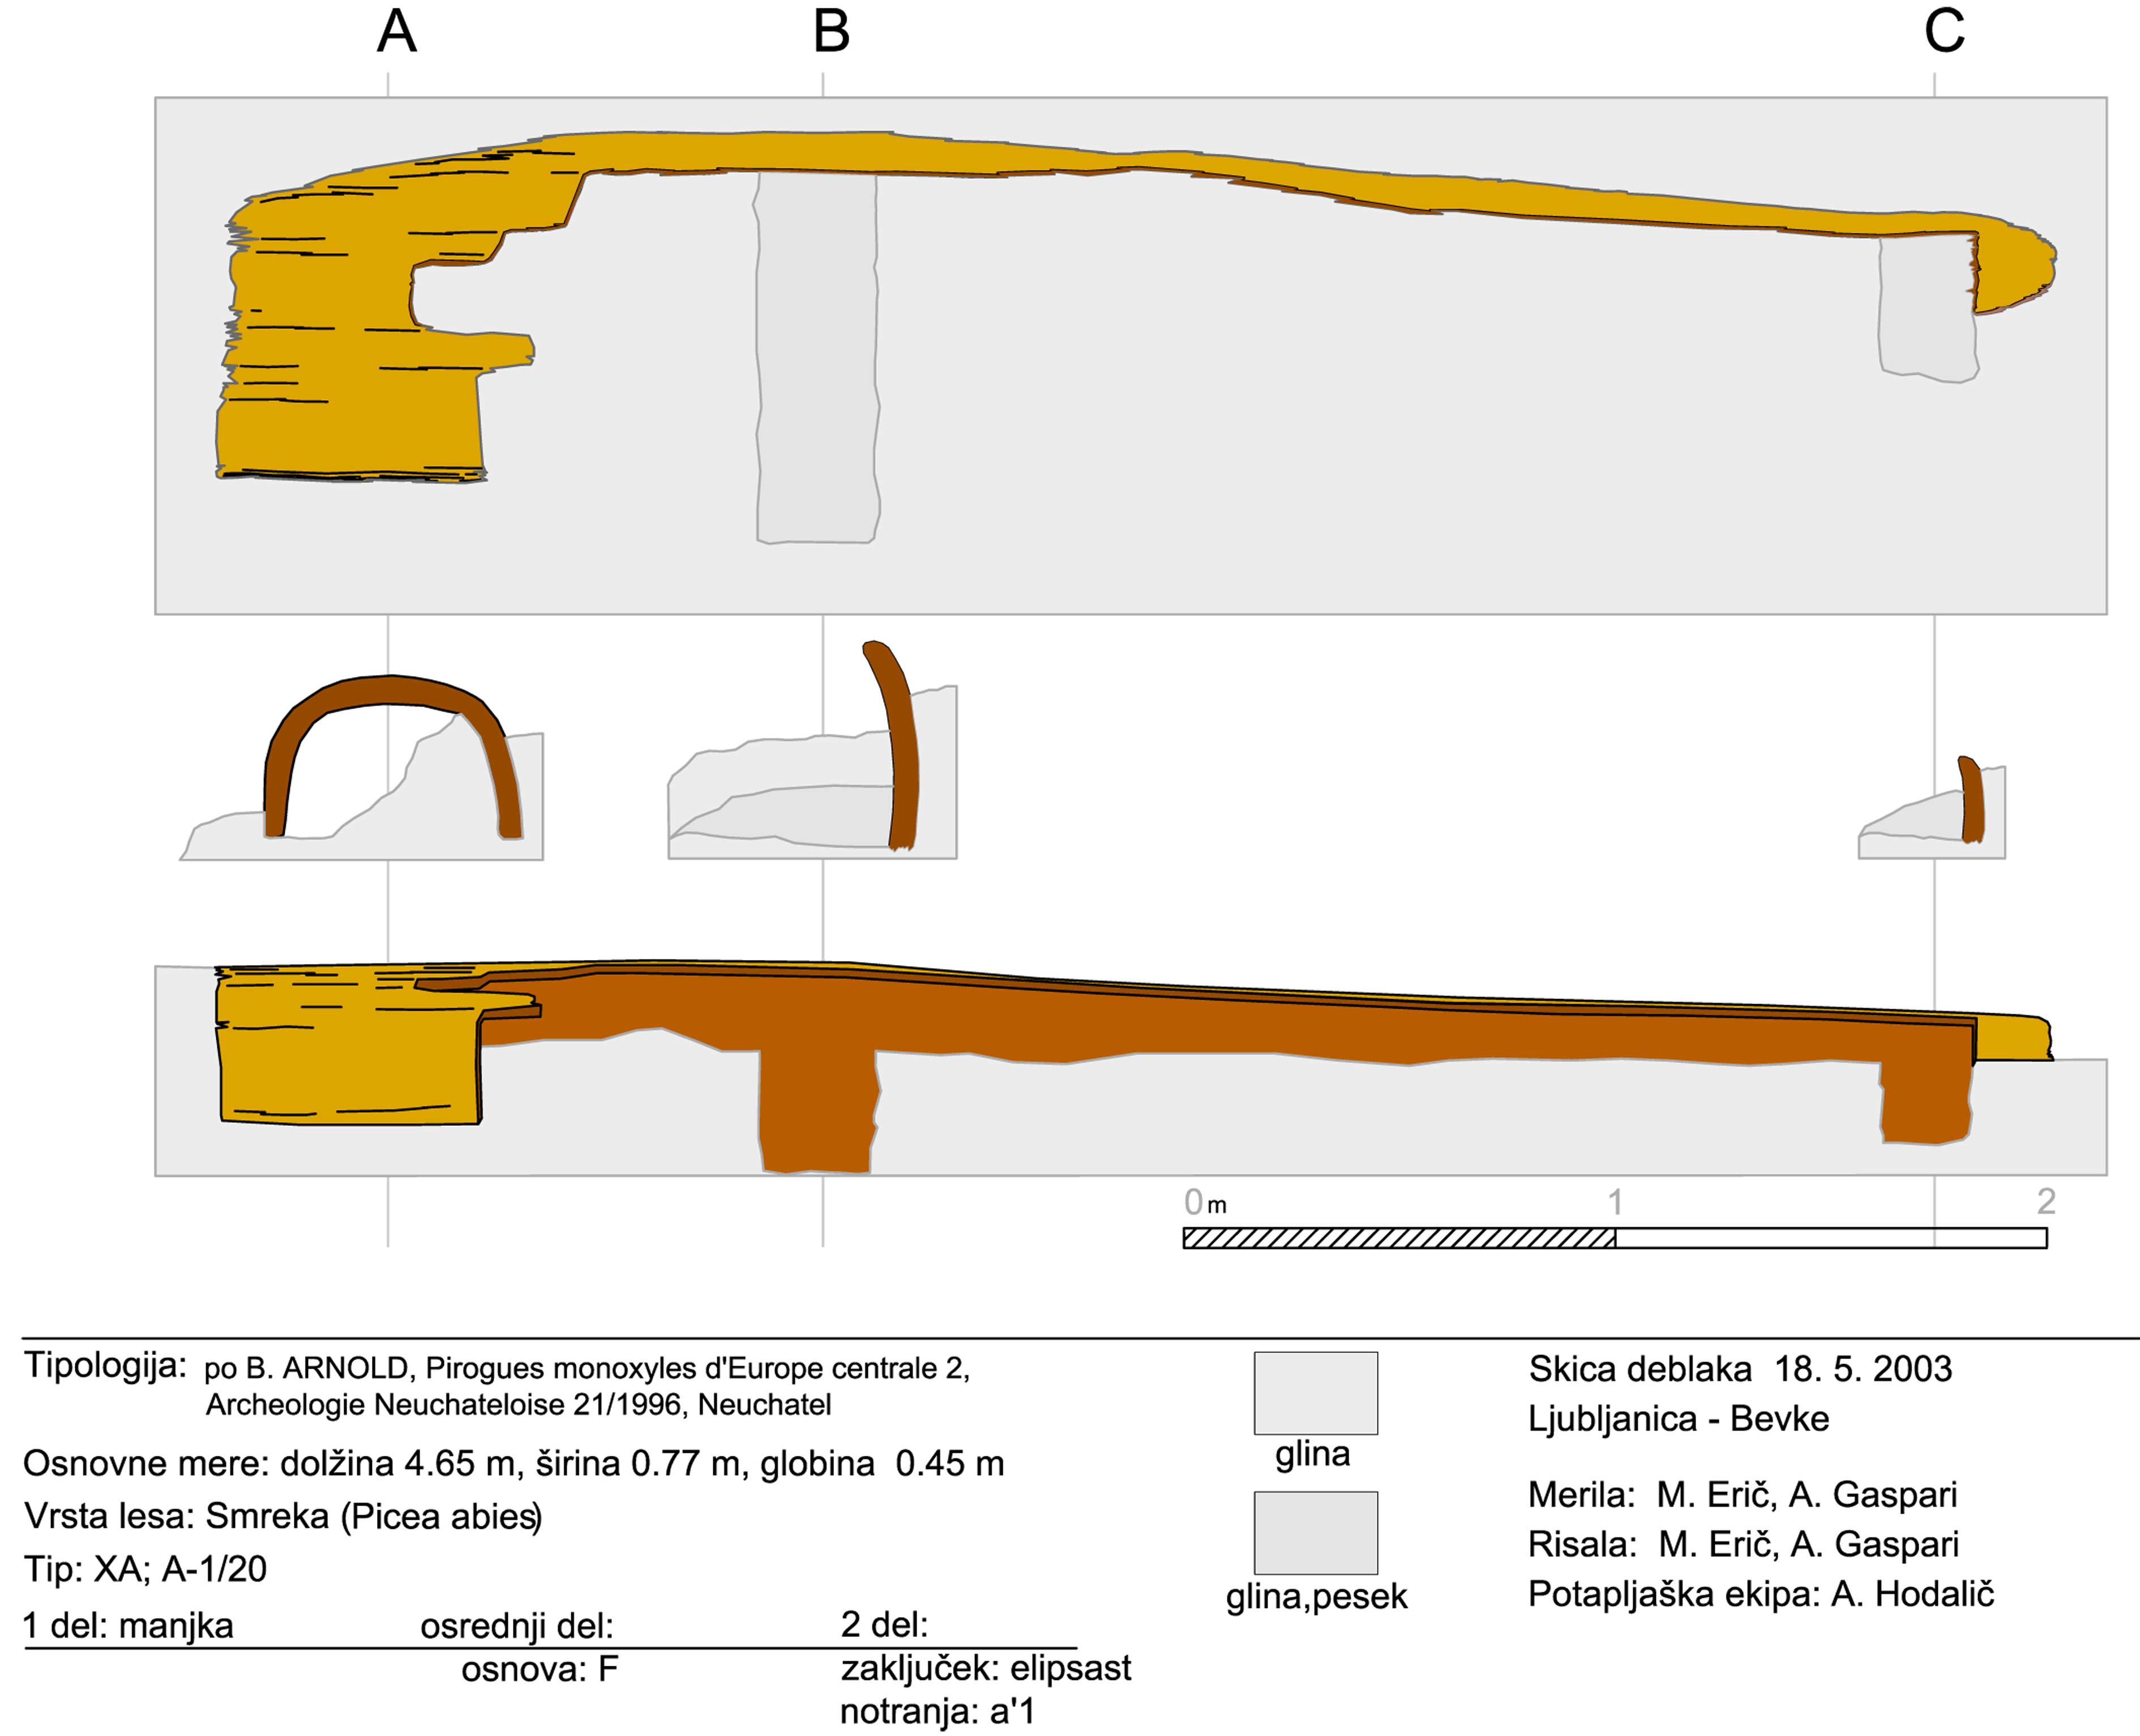 A B C
0 m 1 2
Tipologija: po B. ARNOLD, Pirogues monoxyles d'Europe centrale 2,
Archeologie Neuchateloise 21/1996, Neuchatel
Osnovne mere: dolžina 4.65 m, širina 0.77 m, globina 0.45 m
Vrsta lesa: Smreka (Picea abies)
Tip: XA; A-1/20
1 del: manjka osrednji del: 2 del:
osnova: F zaključek: elipsast
notranja: a'1
glina
glina,pesek
Skica deblaka 18. 5. 2003
Ljubljanica - Bevke
Merila: M. Erič, A. Gaspari
Risala: M. Erič, A. Gaspari
Potapljaška ekipa: A. Hodalič